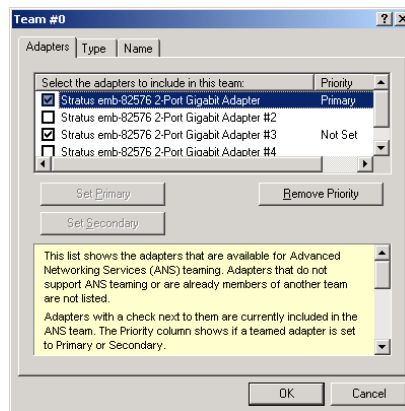 Team #0
Adapters Type Name
Select the adapters to include in this team: Priority
Stratus emb-82576 2-Port Gigabit Adapter Primary
Stratus emb-82576 2-Port Gigabit Adapter #2
Stratus emb-82576 2-Port Gigabit Adapter #3 Not Set
Stratus emb-82576 2-Port Gigabit Adapter #4
Set Primary Remove Priority
Set Secondary
This list shows the adapters that are available for Advanced
Networking Services (ANS) teaming. Adapters that do not
support ANS teaming or are already members of another team
are not listed.
Adapters with a check next to them are currently included in the
ANS team. The Priority column shows if a teamed adapter is set
to Primary or Secondary.
OK Cancel